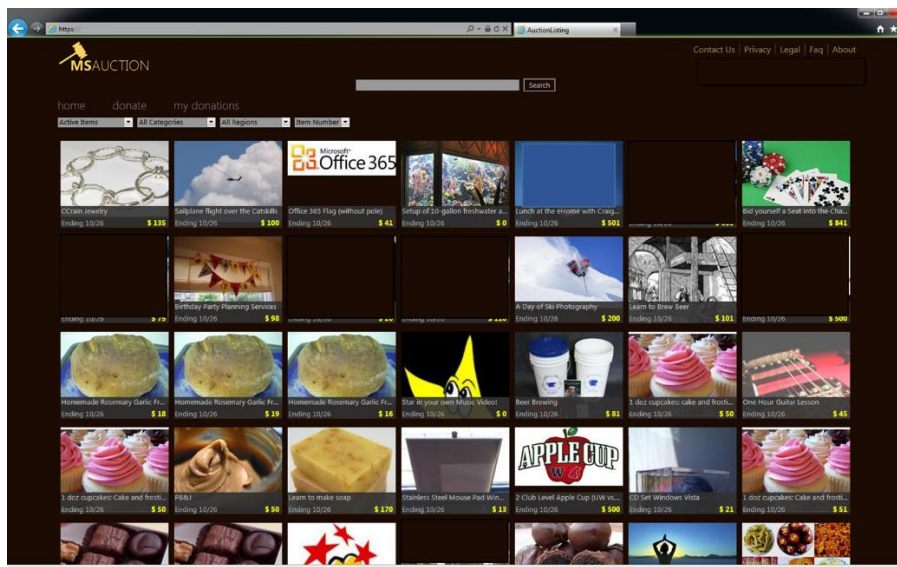 https:
AuctionListing
Contact Us | Privacy | Legal | Faq | About
MSAUCTION
Search
home donate my donations
Active Items All Categories All Regions Item Number
Microsoft
Office 365
CCrain Jewelry
Ending 10/26 $ 135
Sailplane flight over the Catskills
Ending 10/26 $ 100
Office 365 Flag (without pole)
Ending 10/26 $ 41
Setup of 10-gallon freshwater a...
Ending 10/26 $ 0
Lunch at the eHome with Craig...
Ending 10/26 $ 501
Bid yourself a Seat into the Cha...
Ending 10/26 $ 841
Ending 10/26 $ 75
Birthday Party Planning Services
Ending 10/26 $ 98
A Day of Ski Photography
Ending 10/26 $ 200
Learn to Brew Beer
Ending 10/26 $ 101
Ending 10/26 $ 500
Homemade Rosemary Garlic Fr...
Ending 10/26 $ 18
Homemade Rosemary Garlic Fr...
Ending 10/26 $ 19
Homemade Rosemary Garlic Fr...
Ending 10/26 $ 16
Star in your own Music Video!
Ending 10/26 $ 0
Beer Brewing
Ending 10/26 $ 81
1 doz cupcakes: cake and frosti...
Ending 10/26 $ 50
One Hour Guitar Lesson
Ending 10/26 $ 45
1 doz cupcakes: Cake and frosti...
Ending 10/26 $ 50
PB&J
Ending 10/26 $ 50
Learn to make soap
Ending 10/26 $ 170
Stainless Steel Mouse Pad Win...
Ending 10/26 $ 13
APPLE CUP
W
2 Club Level Apple Cup (UW vs....
Ending 10/26 $ 500
CD Set Windows Vista
Ending 10/26 $ 21
1 doz cupcakes: Cake and frosti...
Ending 10/26 $ 51